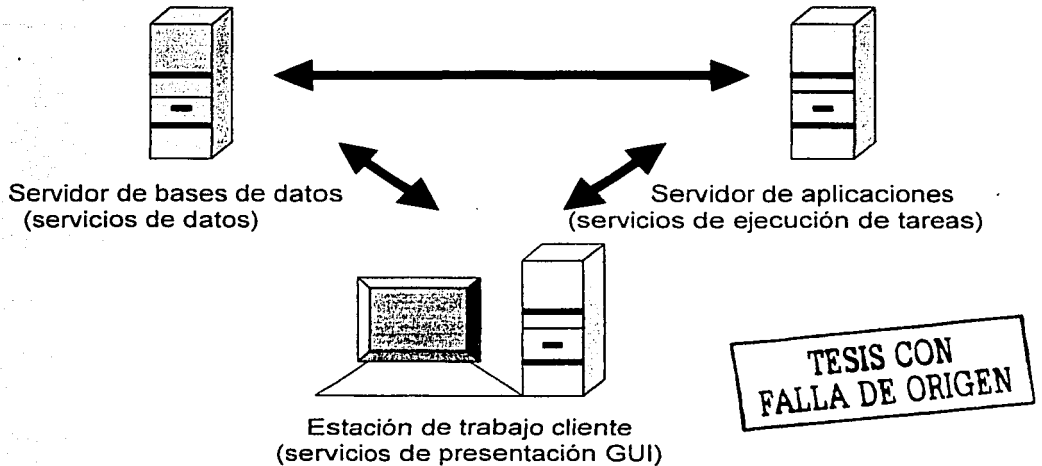 Servidor de bases de datos
(servicios de datos)
Servidor de aplicaciones
(servicios de ejecución de tareas)
Estación de trabajo cliente
(servicios de presentación GUI)
TESIS CON
FALLA DE ORIGEN